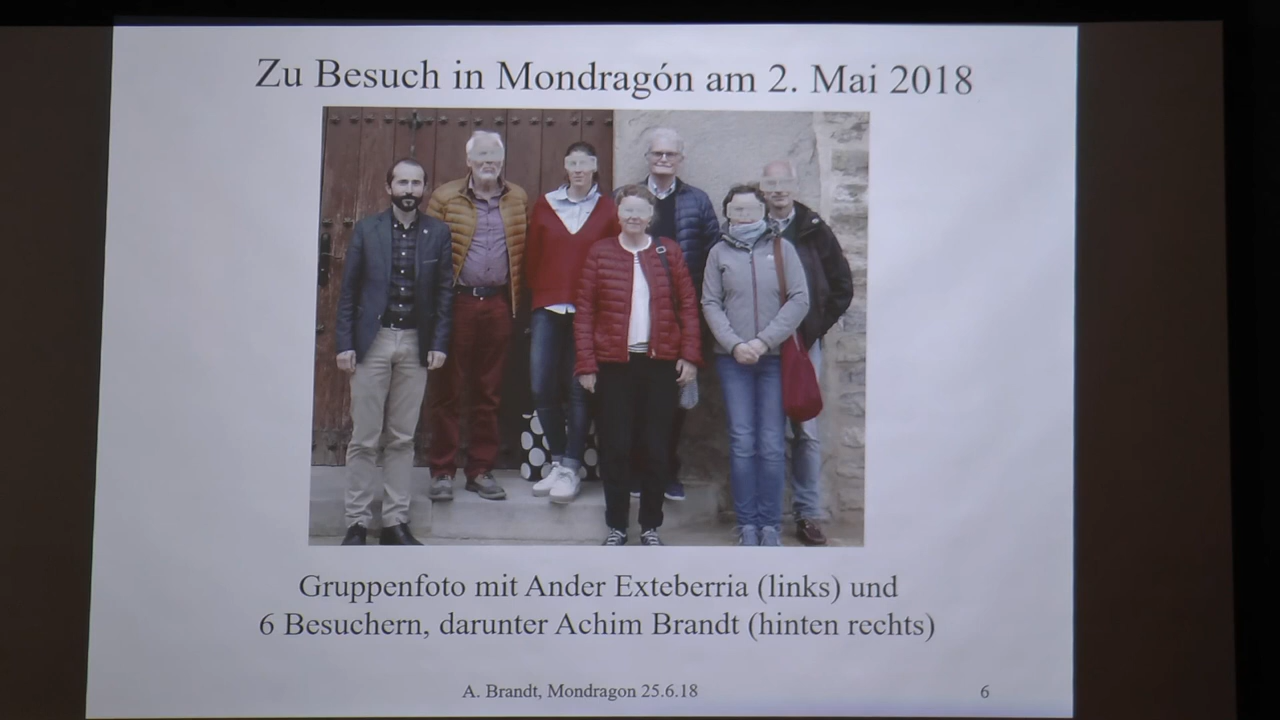 Zu Besuch in Mondragón am 2. Mai 2018
Gruppenfoto mit Ander Exteberria (links) und
6 Besuchern, darunter Achim Brandt (hinten rechts)
A. Brandt, Mondragon 25.6.18
6